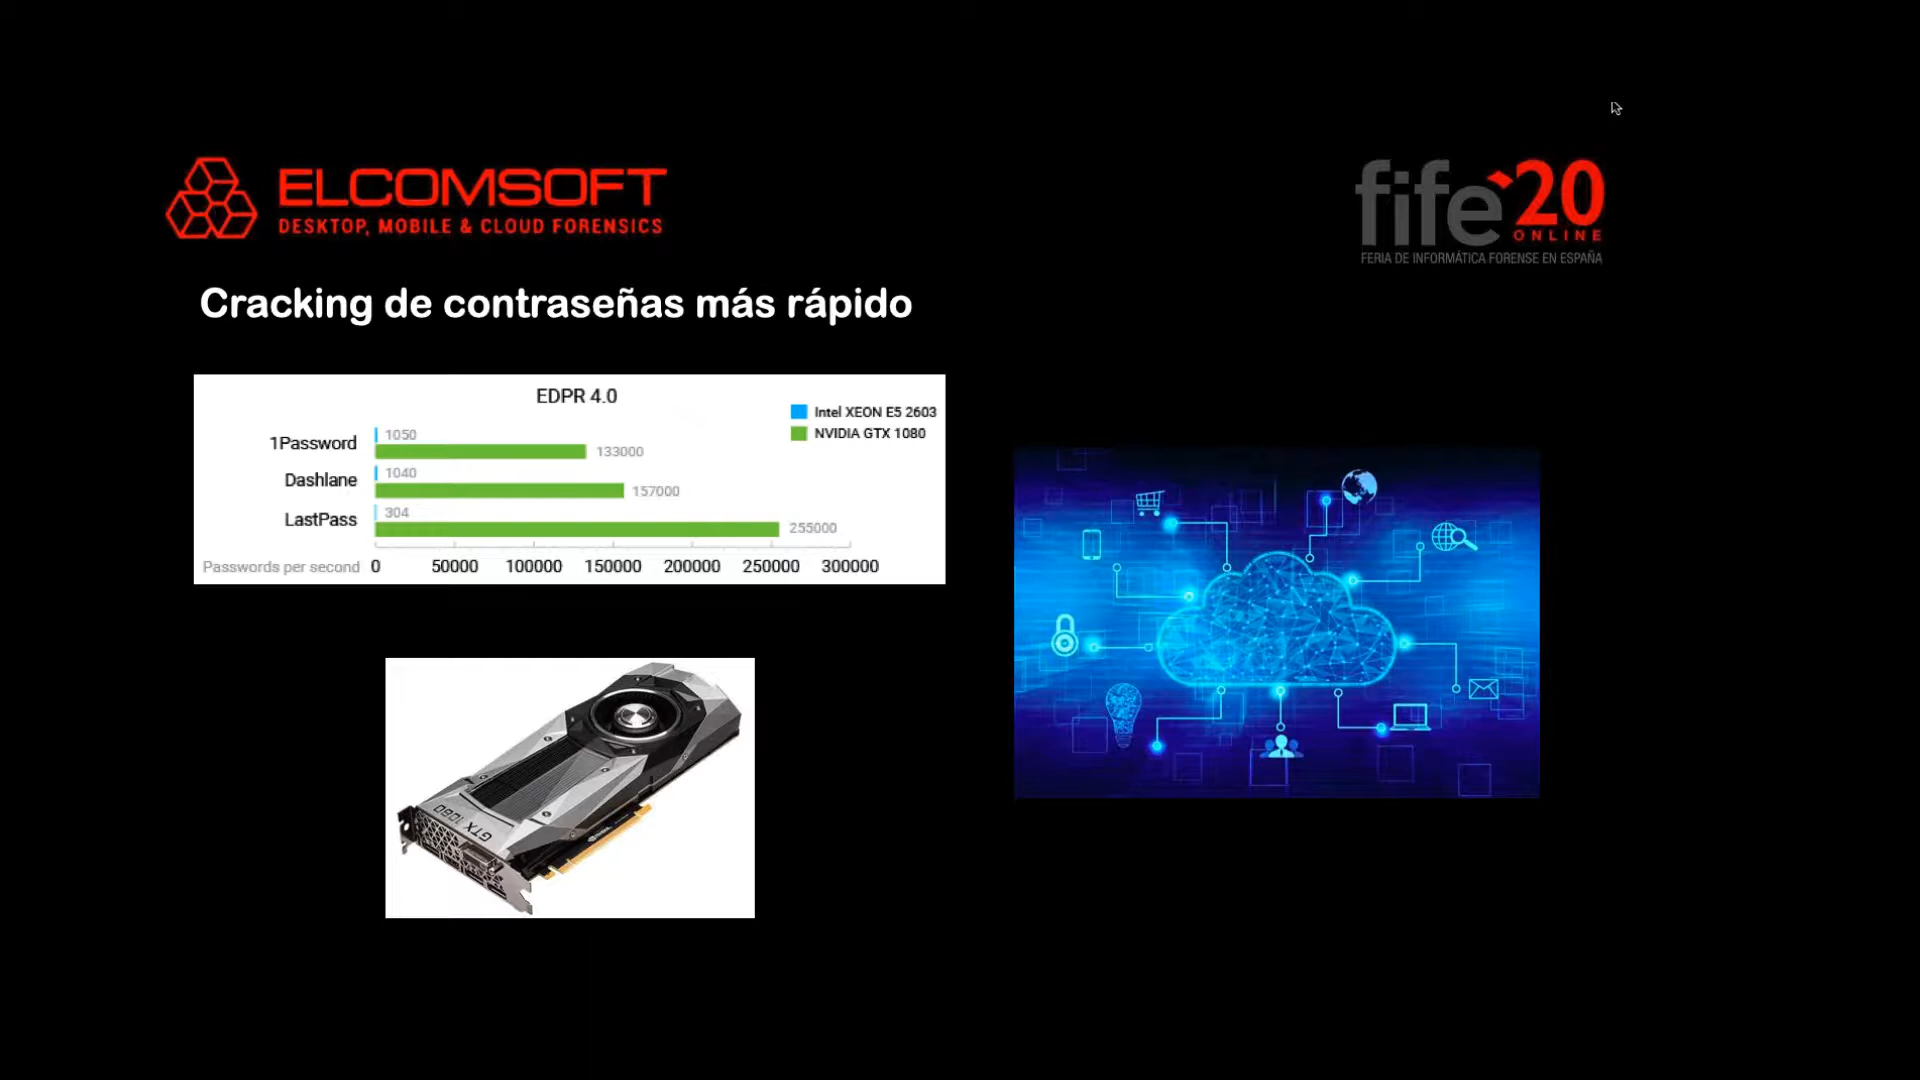 ELCOMSOFT
DESKTOP, MOBILE & CLOUD FORENSICS
fife 20
ONLINE
FERIA DE INFORMÁTICA FORENSE EN ESPAÑA
Cracking de contraseñas más rápido
EDPR 4.0
Intel XEON E5 2603
NVIDIA GTX 1080
1Password
1050
133000
Dashlane
1040
157000
LastPass
304
255000
Passwords per second 0 50000 100000 150000 200000 250000 300000
GTX 1080